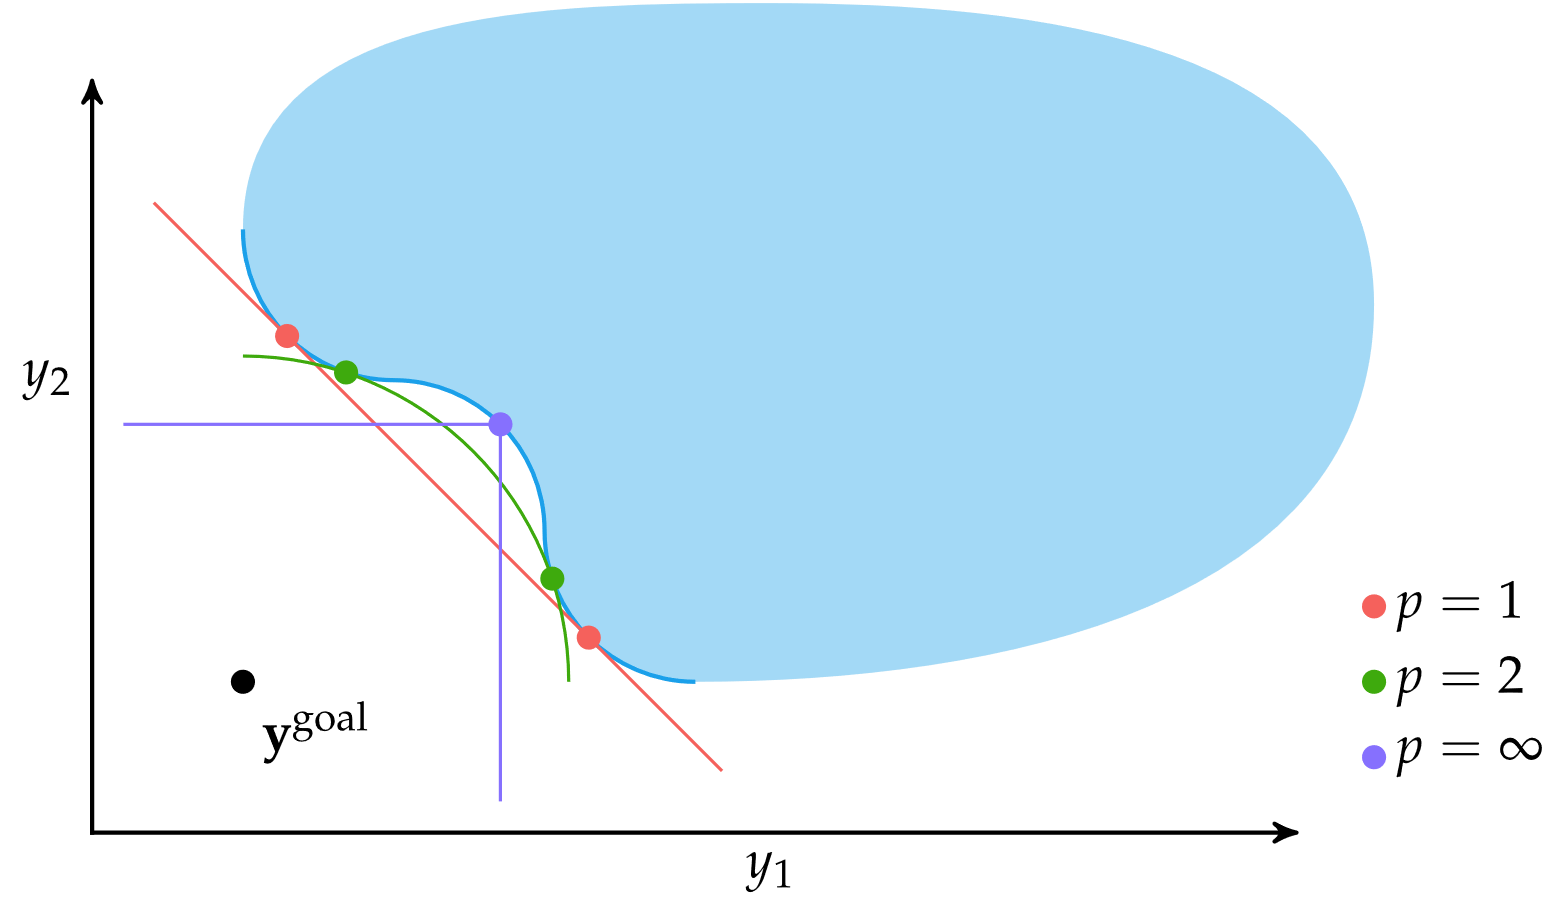 y₂
y^goal
y₁
p = 1
p = 2
p = ∞